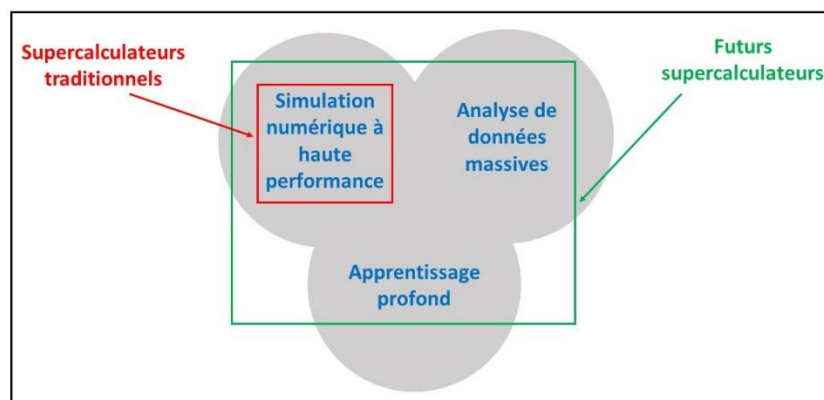 Supercalculateurs
traditionnels
Futurs
supercalculateurs
Simulation
numérique à
haute
performance
Analyse de
données
massives
Apprentissage
profond